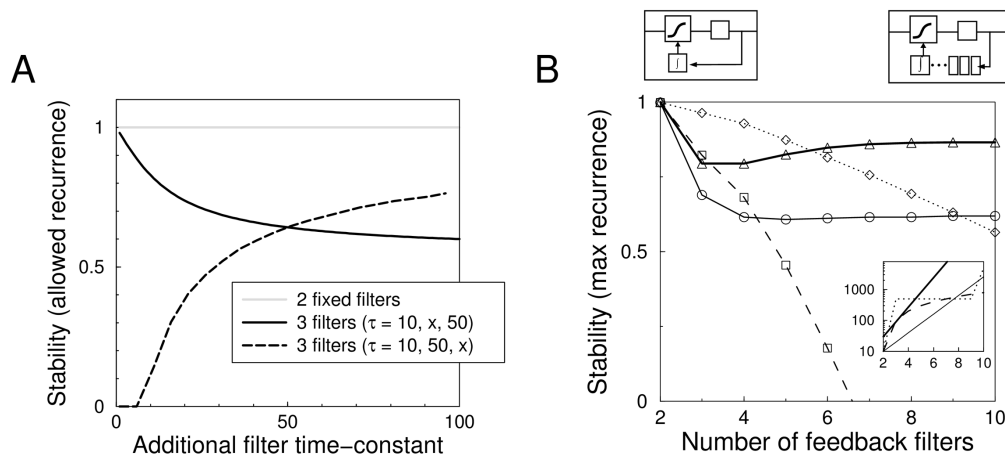 A
Stability (allowed recurrence)
1
0.5
0
0
50
100
Additional filter time−constant
2 fixed filters
3 filters (τ = 10, x, 50)
3 filters (τ = 10, 50, x)
B
∫
∫
Stability (max recurrence)
1
0.5
0
2
4
6
8
10
Number of feedback filters
1000
100
10
2
4
6
8
10